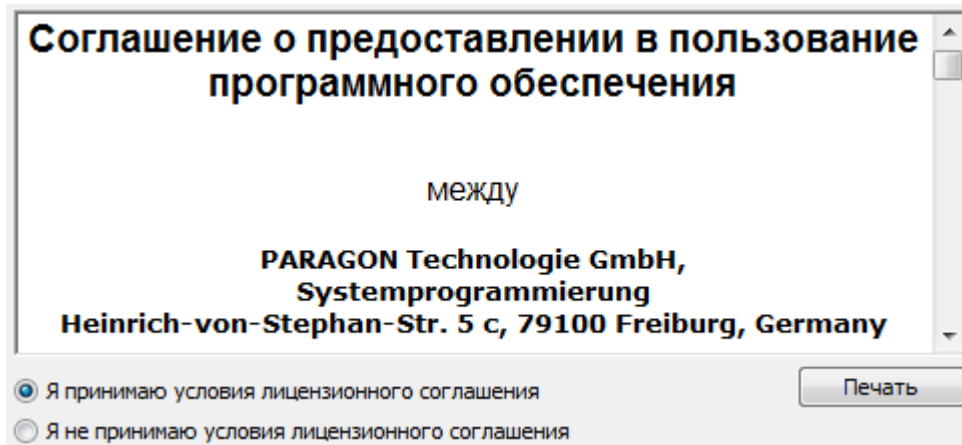 Соглашение о предоставлении в пользование
программного обеспечения
между
PARAGON Technologie GmbH,
Systemprogrammierung
Heinrich-von-Stephan-Str. 5 c, 79100 Freiburg, Germany
Я принимаю условия лицензионного соглашения
Печать
Я не принимаю условия лицензионного соглашения